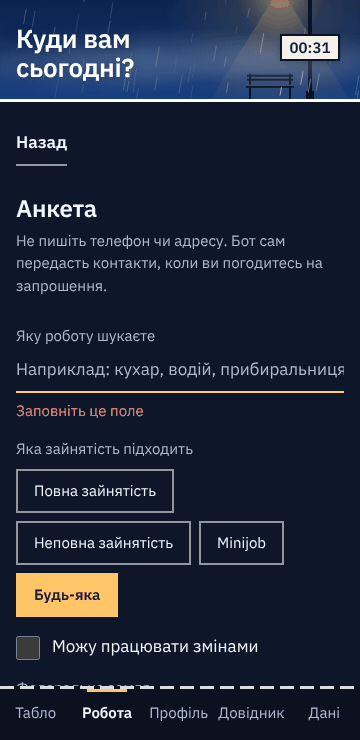 Куди вам
сьогодні?
00:31
Назад
Анкета
Не пишіть телефон чи адресу. Бот сам
передасть контакти, коли ви погодитесь на
запрошення.
Яку роботу шукаєте
Наприклад: кухар, водій, прибиральниця
Заповніть це поле
Яка зайнятість підходить
Повна зайнятість
Неповна зайнятість
Minijob
Будь-яка
Можу працювати змінами
Табло Робота ПрофільÖdвідник Дані